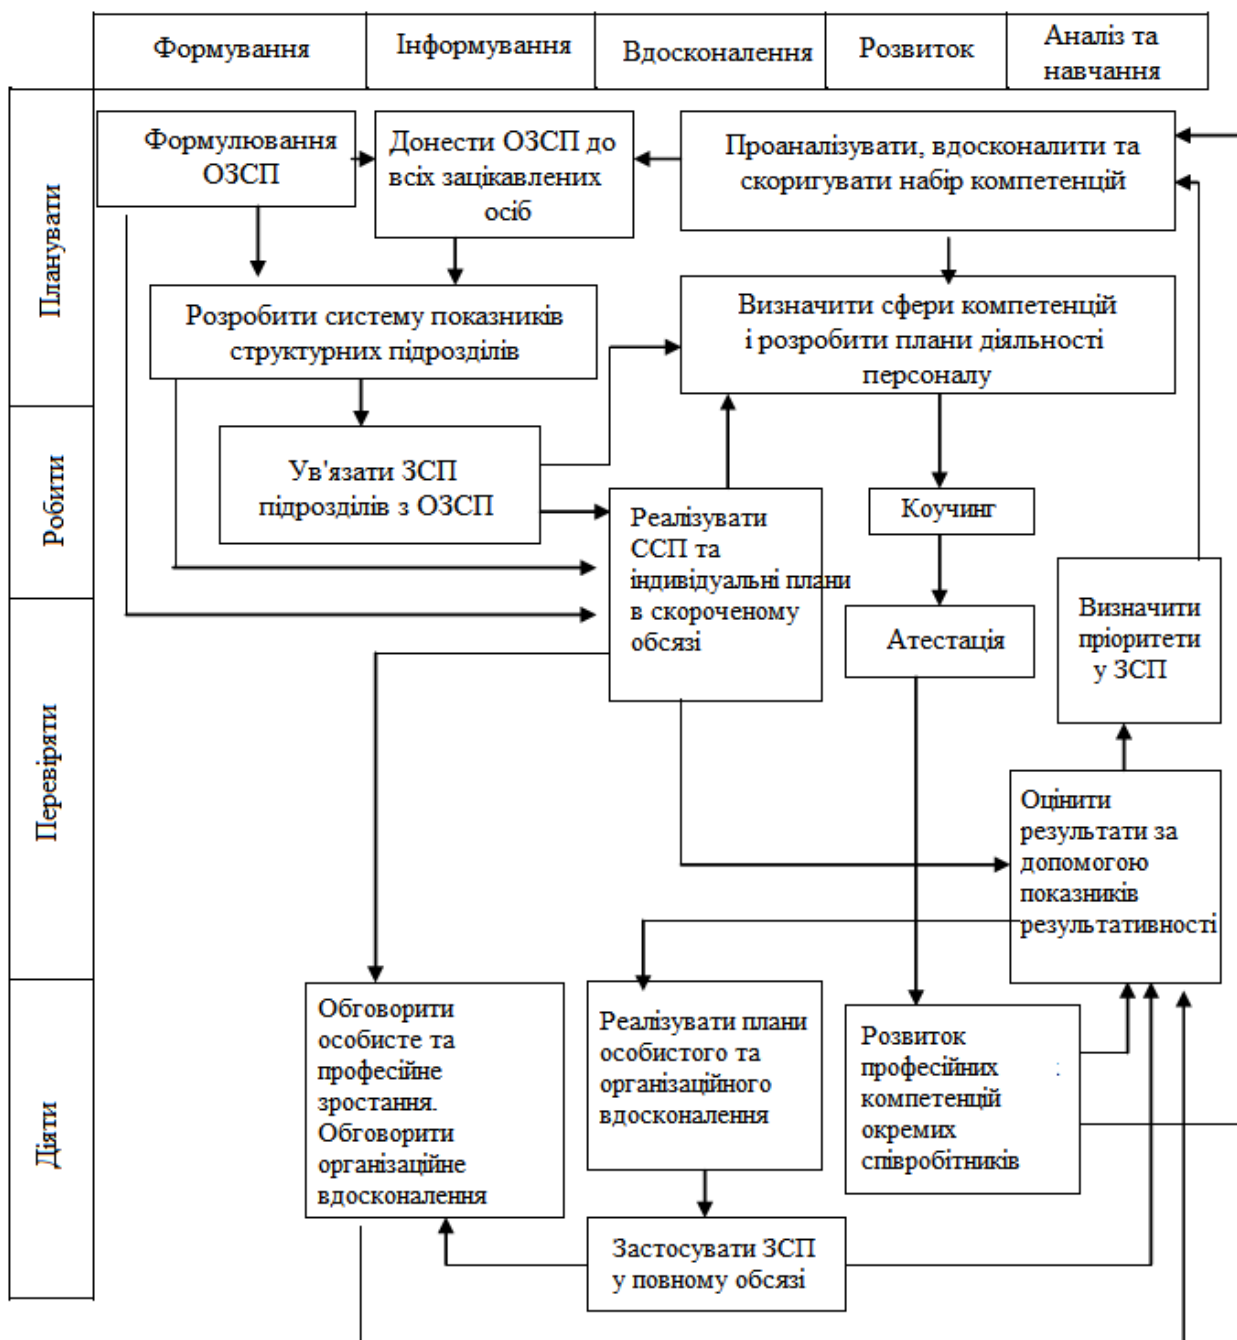 Формування
Інформування
Вдосконалення
Розвиток
Аналіз та
навчання
Планувати
Формулювання
ОЗСП
Донести ОЗСП до
всіх зацікавлених
осіб
Проаналізувати, вдосконалити та
скоригувати набір компетенцій
Розробити систему показників
структурних підрозділів
Визначити сфери компетенцій
і розробити плани діяльності
персоналу
Робити
Ув'язати ЗСП
підрозділів з ОЗСП
Реалізувати
ССП та
індивідуальні плани
в скороченому
обсязі
Коучинг
Атестація
Визначити
пріоритети
у ЗСП
Перевіряти
Оцінити
результати за
допомогою
показників
результативності
Діяти
Обговорити
особисте та
професійне
зростання.
Обговорити
організаційне
вдосконалення
Реалізувати плани
особистого та
організаційного
вдосконалення
Розвиток
професійних :
компетенцій
окремих
співробітників
Застосувати ЗСП
у повному обсязі